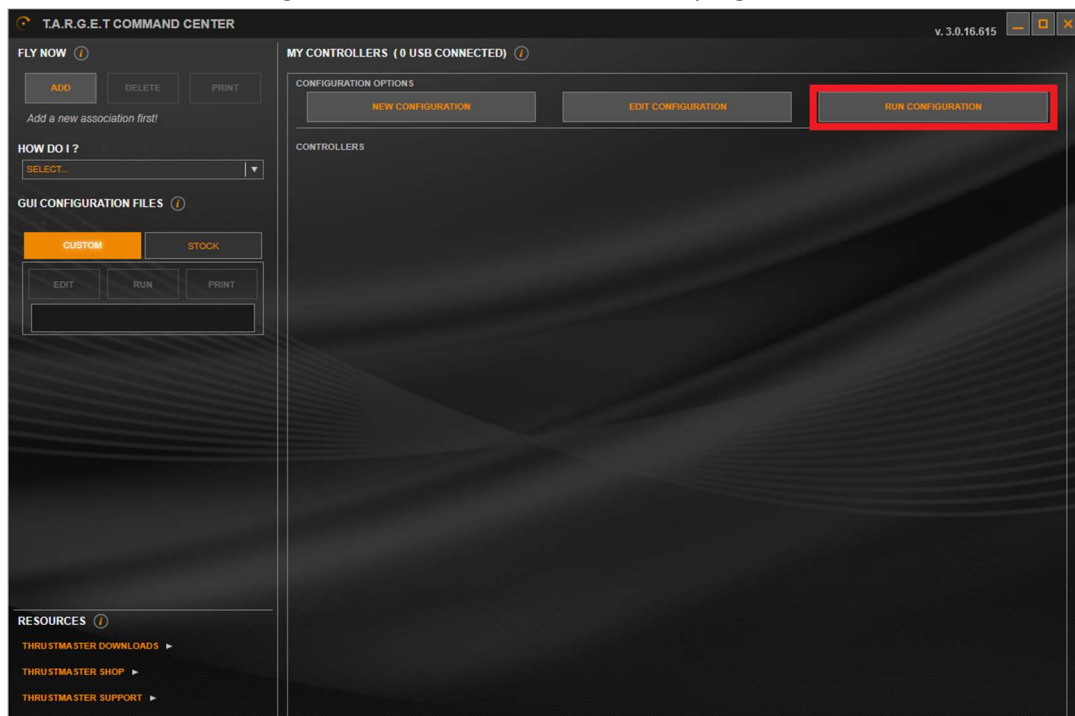 T.A.R.G.E.T COMMAND CENTER
v. 3.0.16.615
FLY NOW
ADD
DELETE
PRINT
Add a new association first!
HOW DO I ?
SELECT...
GUI CONFIGURATION FILES
CUSTOM
STOCK
EDIT
RUN
PRINT
RESOURCES
THRUSTMASTER DOWNLOADS
THRUSTMASTER SHOP
THRUSTMASTER SUPPORT
MY CONTROLLERS ( 0 USB CONNECTED)
CONFIGURATION OPTIONS
NEW CONFIGURATION
EDIT CONFIGURATION
RUN CONFIGURATION
CONTROLLERS